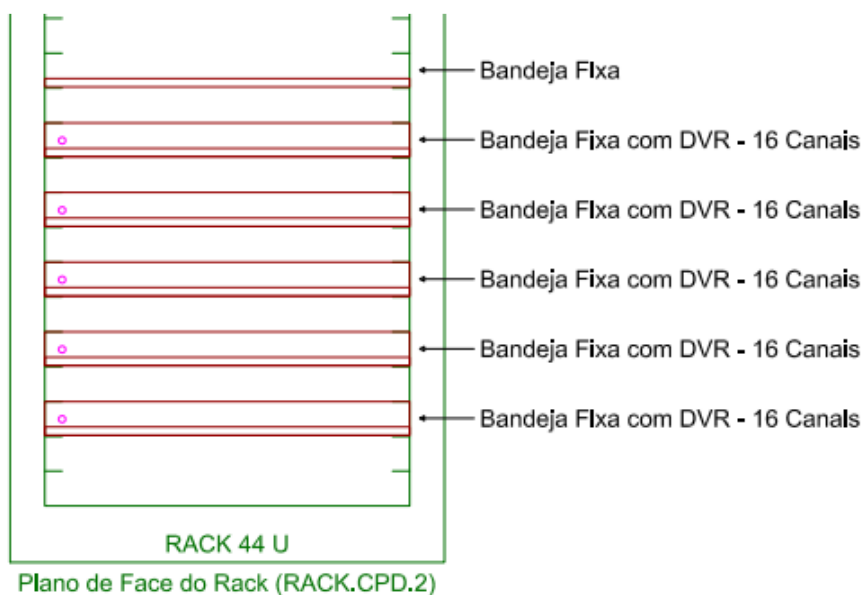 Bandeja Fixa
Bandeja Fixa com DVR - 16 Canais
Bandeja Fixa com DVR - 16 Canais
Bandeja Fixa com DVR - 16 Canais
Bandeja Fixa com DVR - 16 Canais
Bandeja Fixa com DVR - 16 Canais
RACK 44 U
Plano de Face do Rack (RACK.CPD.2)